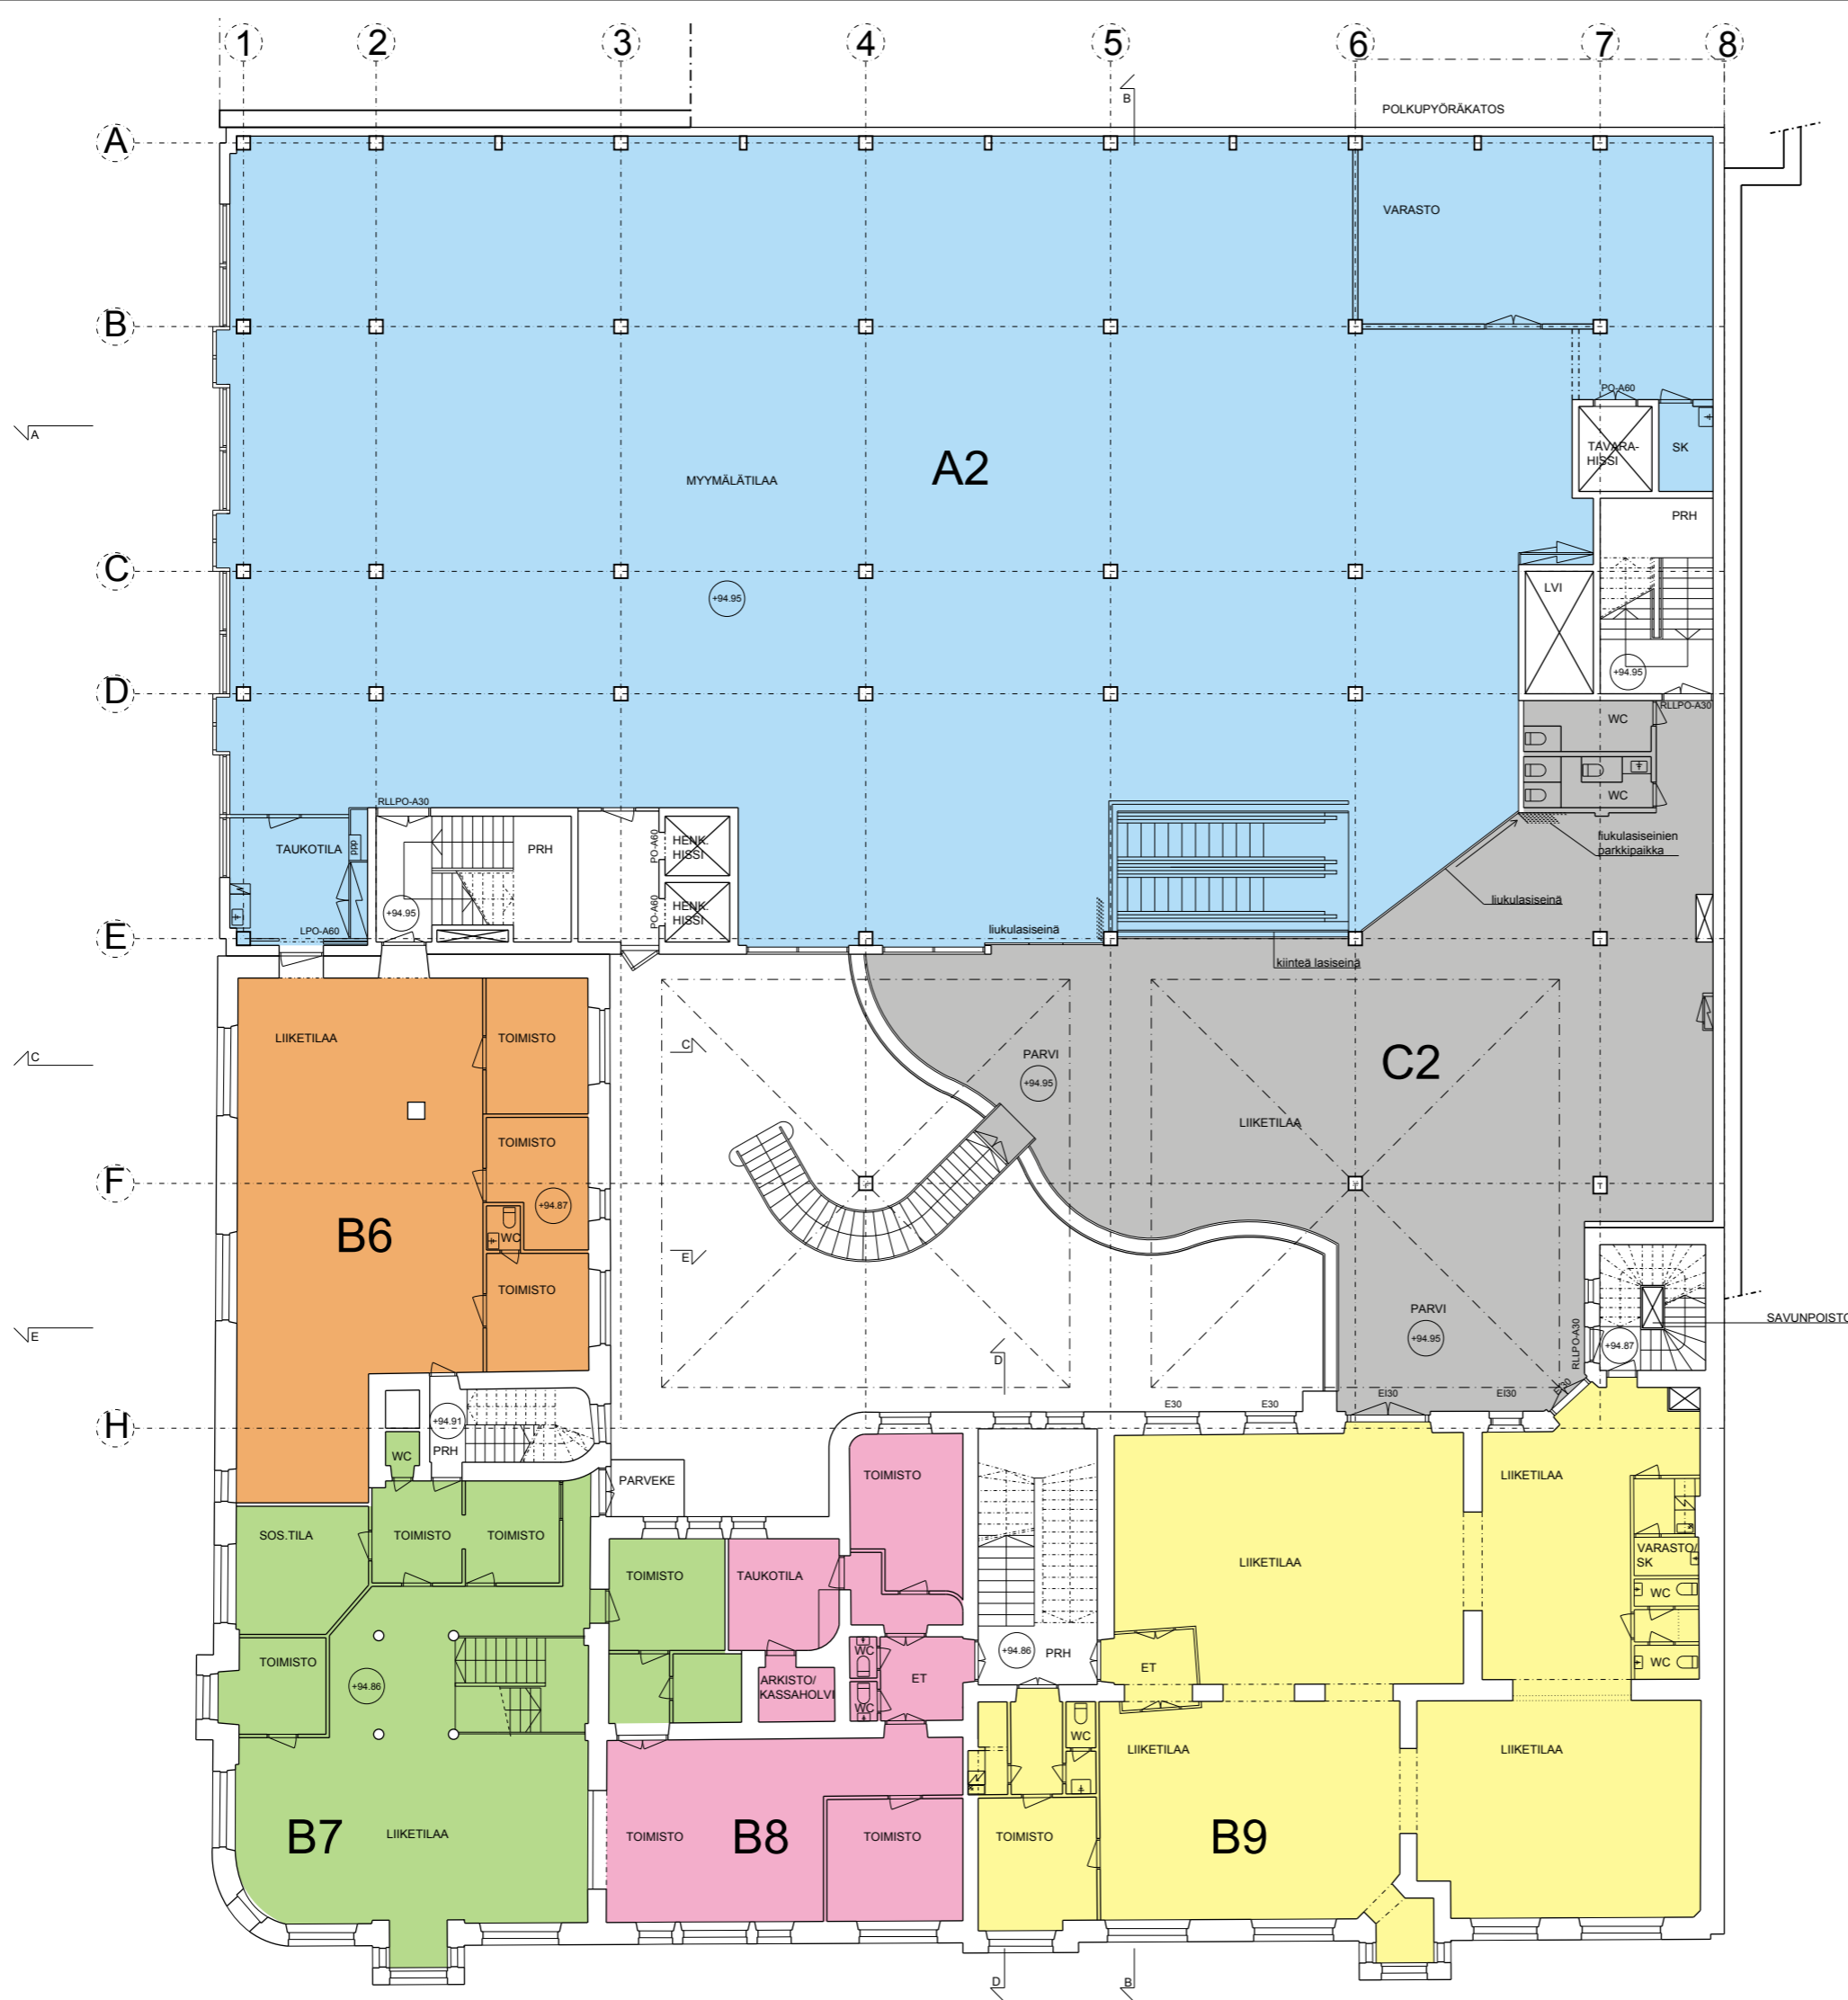 1 2 3 4 5 6 7 8
B
POLKUPYÖRÄKATOS
A
VARASTO
B
PO-A60
A
TAVARA-
HISSI
SK
A2
MYYMÄLÄTILAA
PRH
C
LVI
+94.95
+94.95
D
RLLPO-A30
WC
WC
RLLPO-A30
TAUKOTILA
ppp
PRH
PO-A60
HENK.
HISSI
liukulasiseinien
parkkipaikka
+94.95
PO-A60
HENK.
HISSI
liukulasiseinä
LPO-A60
liukulasiseinä
E
kiinteä lasiseinä
LIIKETILAA
TOIMISTO
C
C
PARVI
+94.95
C2
LIIKETILAA
TOIMISTO
F
+94.87
B6
WC
E
TOIMISTO
PARVI
+94.95
SAVUNPOISTO
E
RLLPO-A30
+94.87
D
EI30
EI30
EI30
E30
E30
H
+94.91
PRH
WC
PARVEKE
TOIMISTO
LIIKETILAA
SOS.TILA
TOIMISTO
TOIMISTO
TOIMISTO
TAUKOTILA
LIIKETILAA
VARASTO/
SK
WC
TOIMISTO
+94.86
WC
ET
+94.86
PRH
ET
WC
ARKISTO/
KASSAHOLVI
WC
WC
LIIKETILAA
LIIKETILAA
B7
LIIKETILAA
TOIMISTO
B8
TOIMISTO
TOIMISTO
B9
D
B